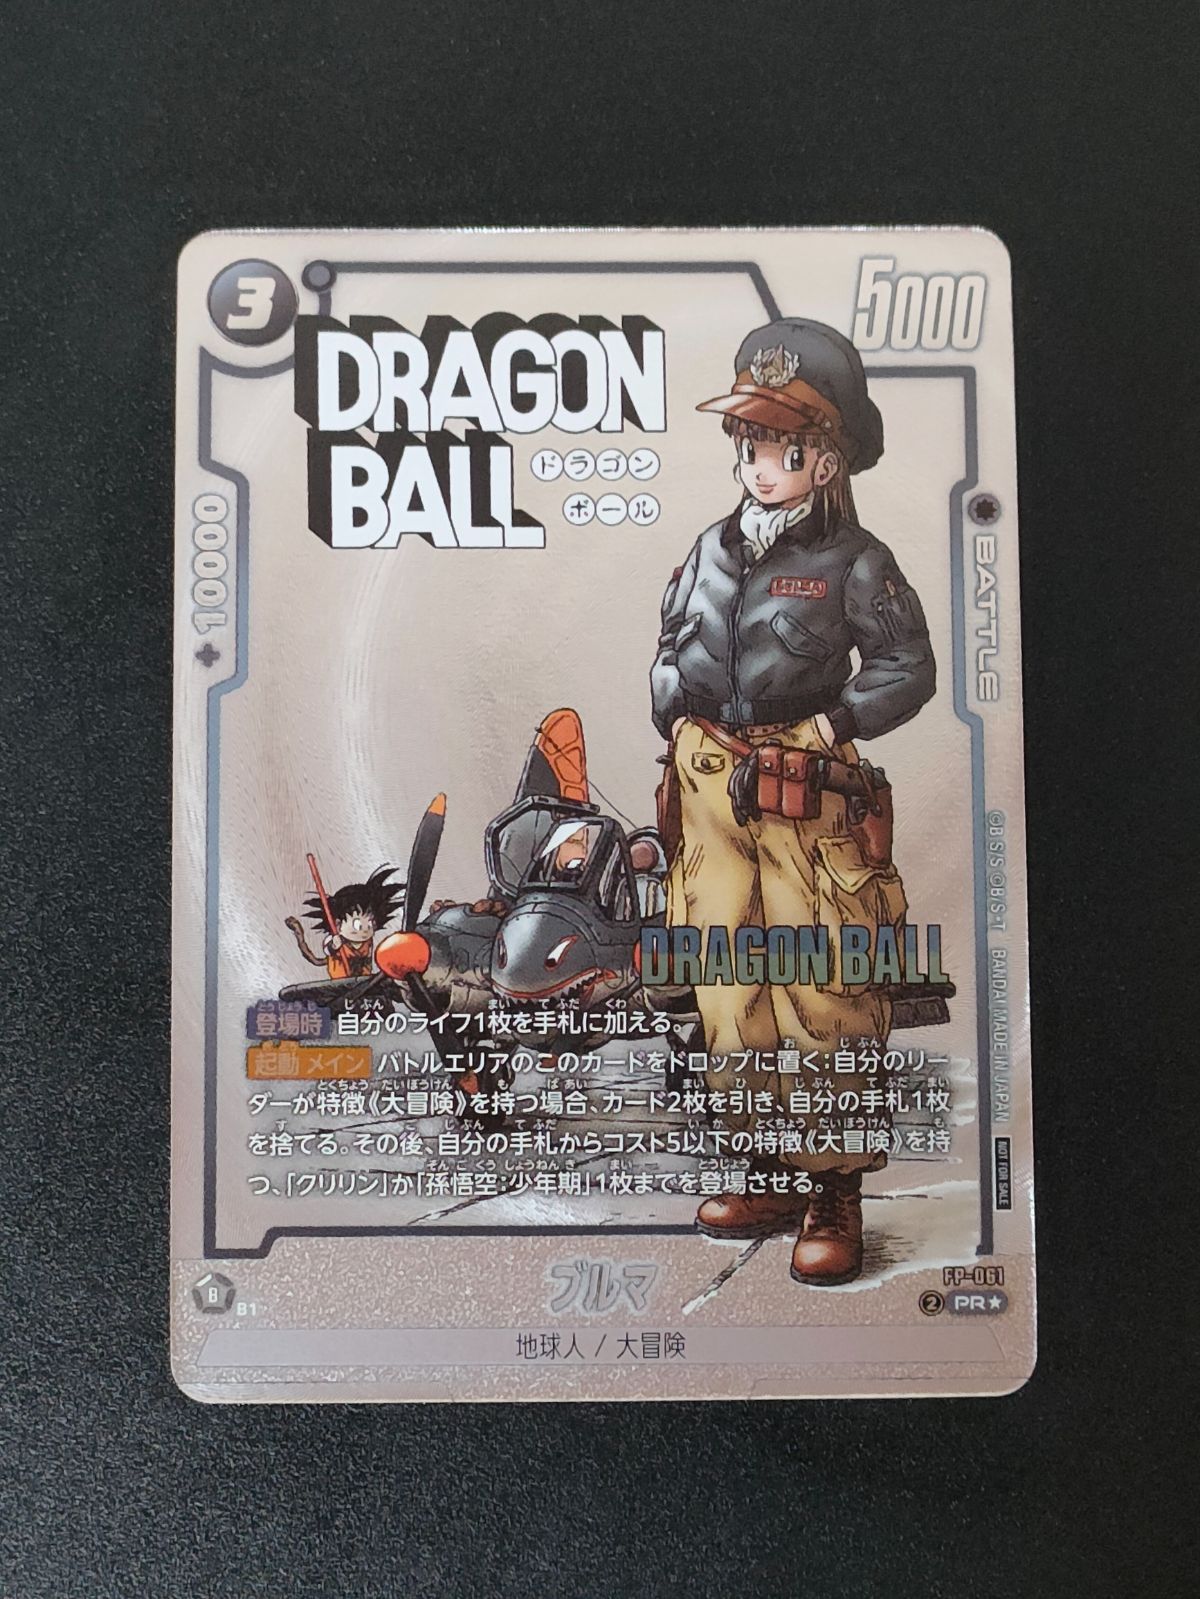 3
5000
DRAGON
BALL
ドラゴン
ボール
10000 +
BATTLE
DRAGON BALL
登場時 自分のライフ1枚を手札に加える。
起動 メイン バトルエリアのこのカードをドロップに置く:自分のリー
ダーが特徴《大冒険》を持つ場合、カード2枚を引き、自分の手札1枚
を捨てる。その後、自分の手札からコスト5以下の特徴《大冒険》を持
つ、「クリリン」か「孫悟空:少年期」1枚までを登場させる。
©B S/S ©B/S・T BANDAI MADE IN JAPAN NOT FOR SALE
FP-061
B B1
ブルマ
2 PR★
地球人 / 大冒険